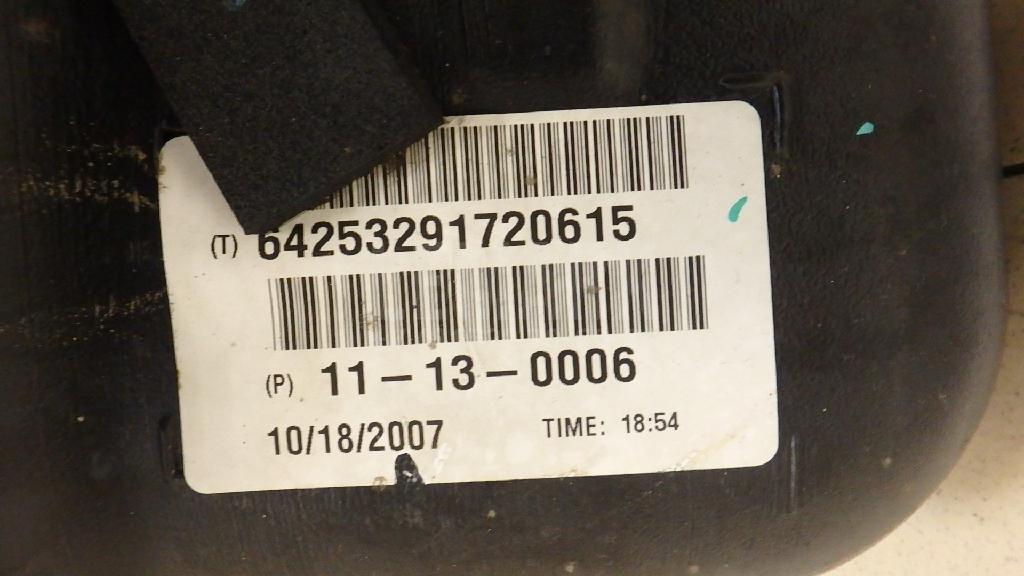 (T) 64253291720615
(P) 11-13-0006
10/18/2007 TIME: 18:54